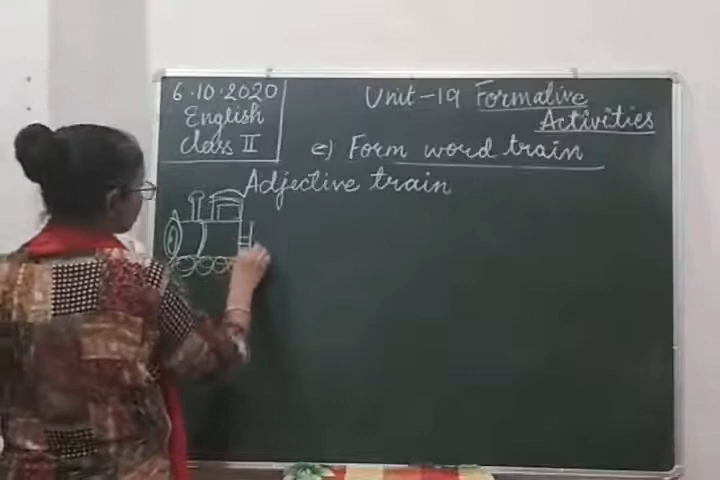 6.10.2020
English
Class II
Unit-19 Formative
Activities
e) Form word train
Adjective train